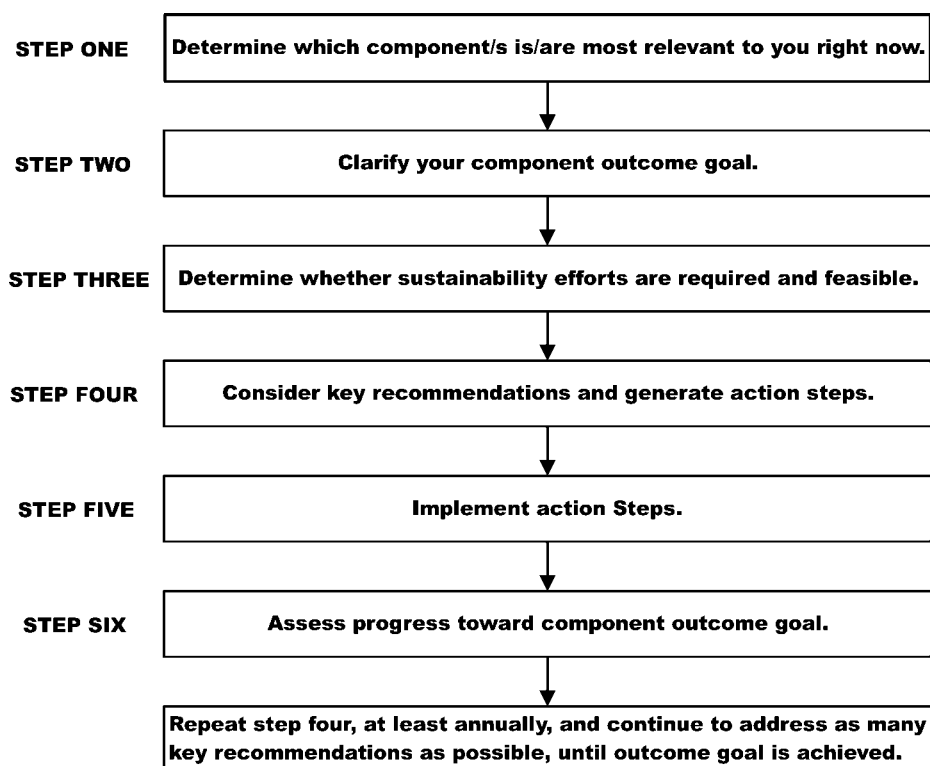 STEP ONE
Determine which component/s is/are most relevant to you right now.
STEP TWO
Clarify your component outcome goal.
STEP THREE
Determine whether sustainability efforts are required and feasible.
STEP FOUR
Consider key recommendations and generate action steps.
STEP FIVE
Implement action Steps.
STEP SIX
Assess progress toward component outcome goal.
Repeat step four, at least annually, and continue to address as many
key recommendations as possible, until outcome goal is achieved.